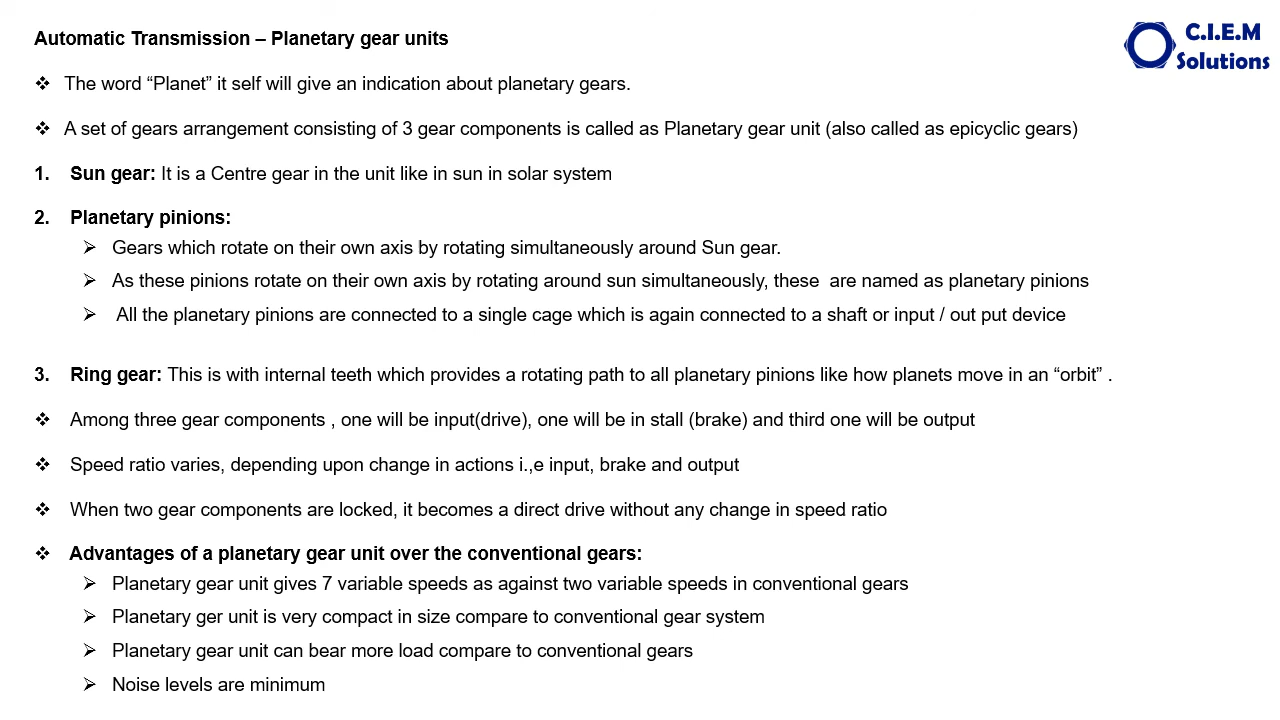 Automatic Transmission – Planetary gear units
C.I.E.M
Solutions
❖ The word “Planet” it self will give an indication about planetary gears.
❖ A set of gears arrangement consisting of 3 gear components is called as Planetary gear unit (also called as epicyclic gears)
1. Sun gear: It is a Centre gear in the unit like in sun in solar system
2. Planetary pinions:
➢ Gears which rotate on their own axis by rotating simultaneously around Sun gear.
➢ As these pinions rotate on their own axis by rotating around sun simultaneously, these  are named as planetary pinions
➢ All the planetary pinions are connected to a single cage which is again connected to a shaft or input / out put device
3. Ring gear: This is with internal teeth which provides a rotating path to all planetary pinions like how planets move in an “orbit” .
❖ Among three gear components , one will be input(drive), one will be in stall (brake) and third one will be output
❖ Speed ratio varies, depending upon change in actions i.,e input, brake and output
❖ When two gear components are locked, it becomes a direct drive without any change in speed ratio
❖ Advantages of a planetary gear unit over the conventional gears:
➢ Planetary gear unit gives 7 variable speeds as against two variable speeds in conventional gears
➢ Planetary ger unit is very compact in size compare to conventional gear system
➢ Planetary gear unit can bear more load compare to conventional gears
➢ Noise levels are minimum